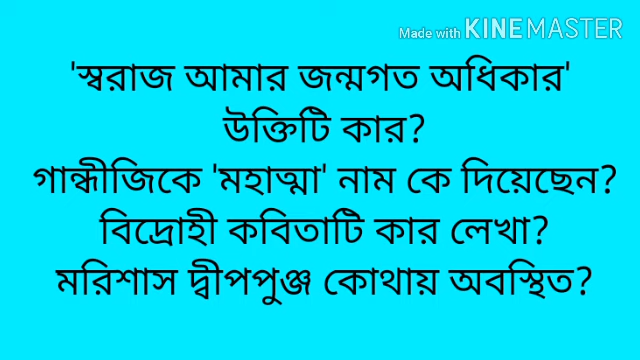 Made with KINEMASTER
'স্বরাজ আমার জন্মগত অধিকার'
উক্তিটি কার?
গান্ধীজিকে 'মহাত্মা' নাম কে দিয়েছেন?
বিদ্রোহী কবিতাটি কার লেখা?
মরিশাস দ্বীপপুঞ্জ কোথায় অবস্থিত?